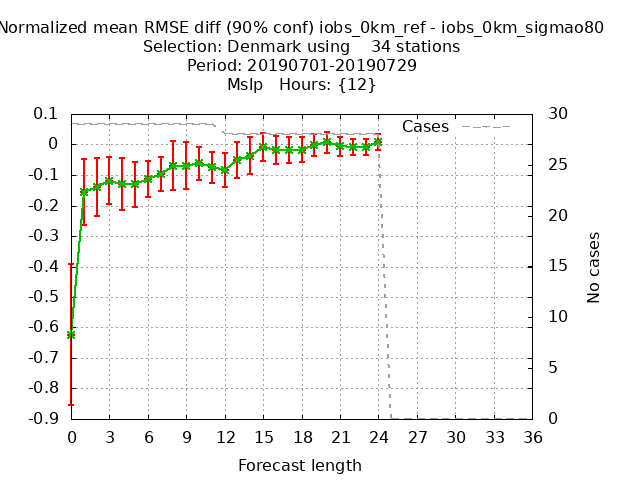 Normalized mean RMSE diff (90% conf) iobs_0km_ref - iobs_0km_sigmao80
Selection: Denmark using 34 stations
Period: 20190701-20190729
Mslp Hours: {12}
Cases
0.1
0
-0.1
-0.2
-0.3
-0.4
-0.5
-0.6
-0.7
-0.8
-0.9
30
25
20
15
10
5
0
No cases
0 3 6 9 12 15 18 21 24 27 30 33 36
Forecast length